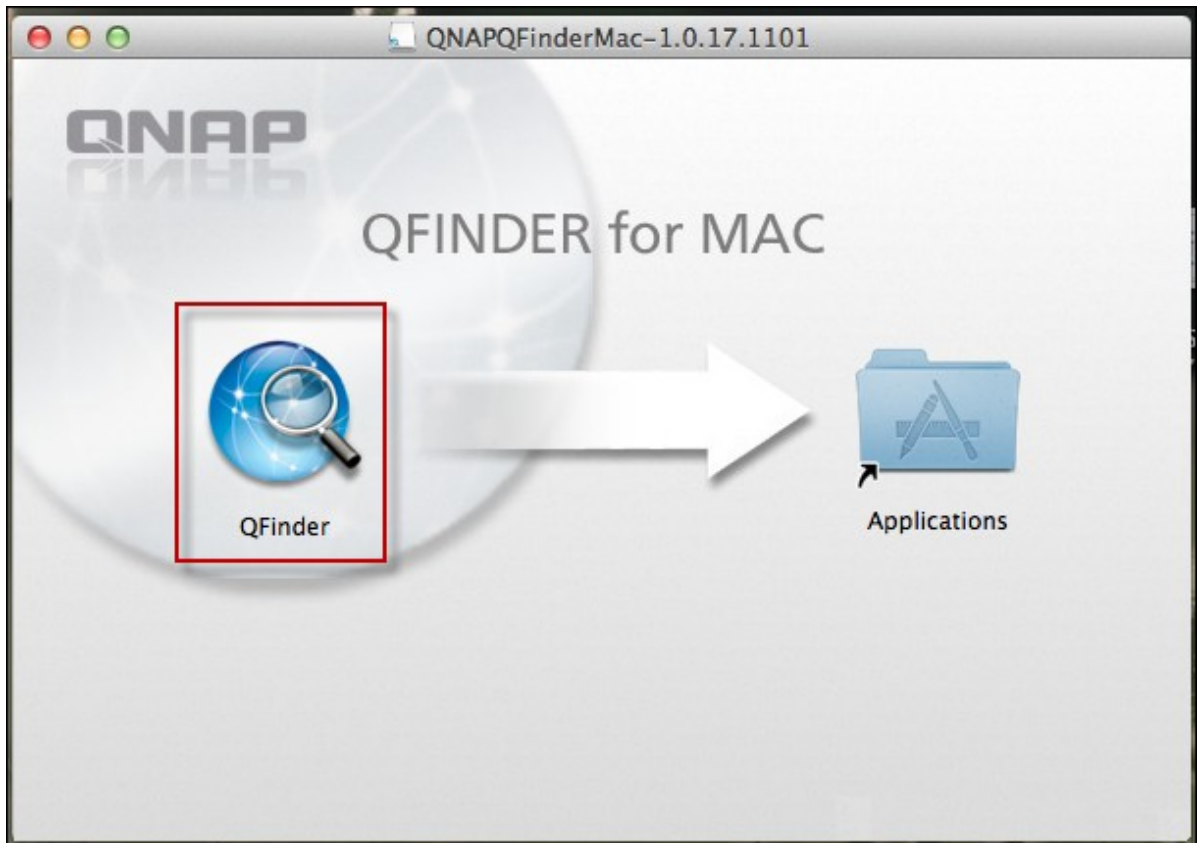 QNAPQFinderMac-1.0.17.1101
QNAP
QFINDER for MAC
QFinder
Applications